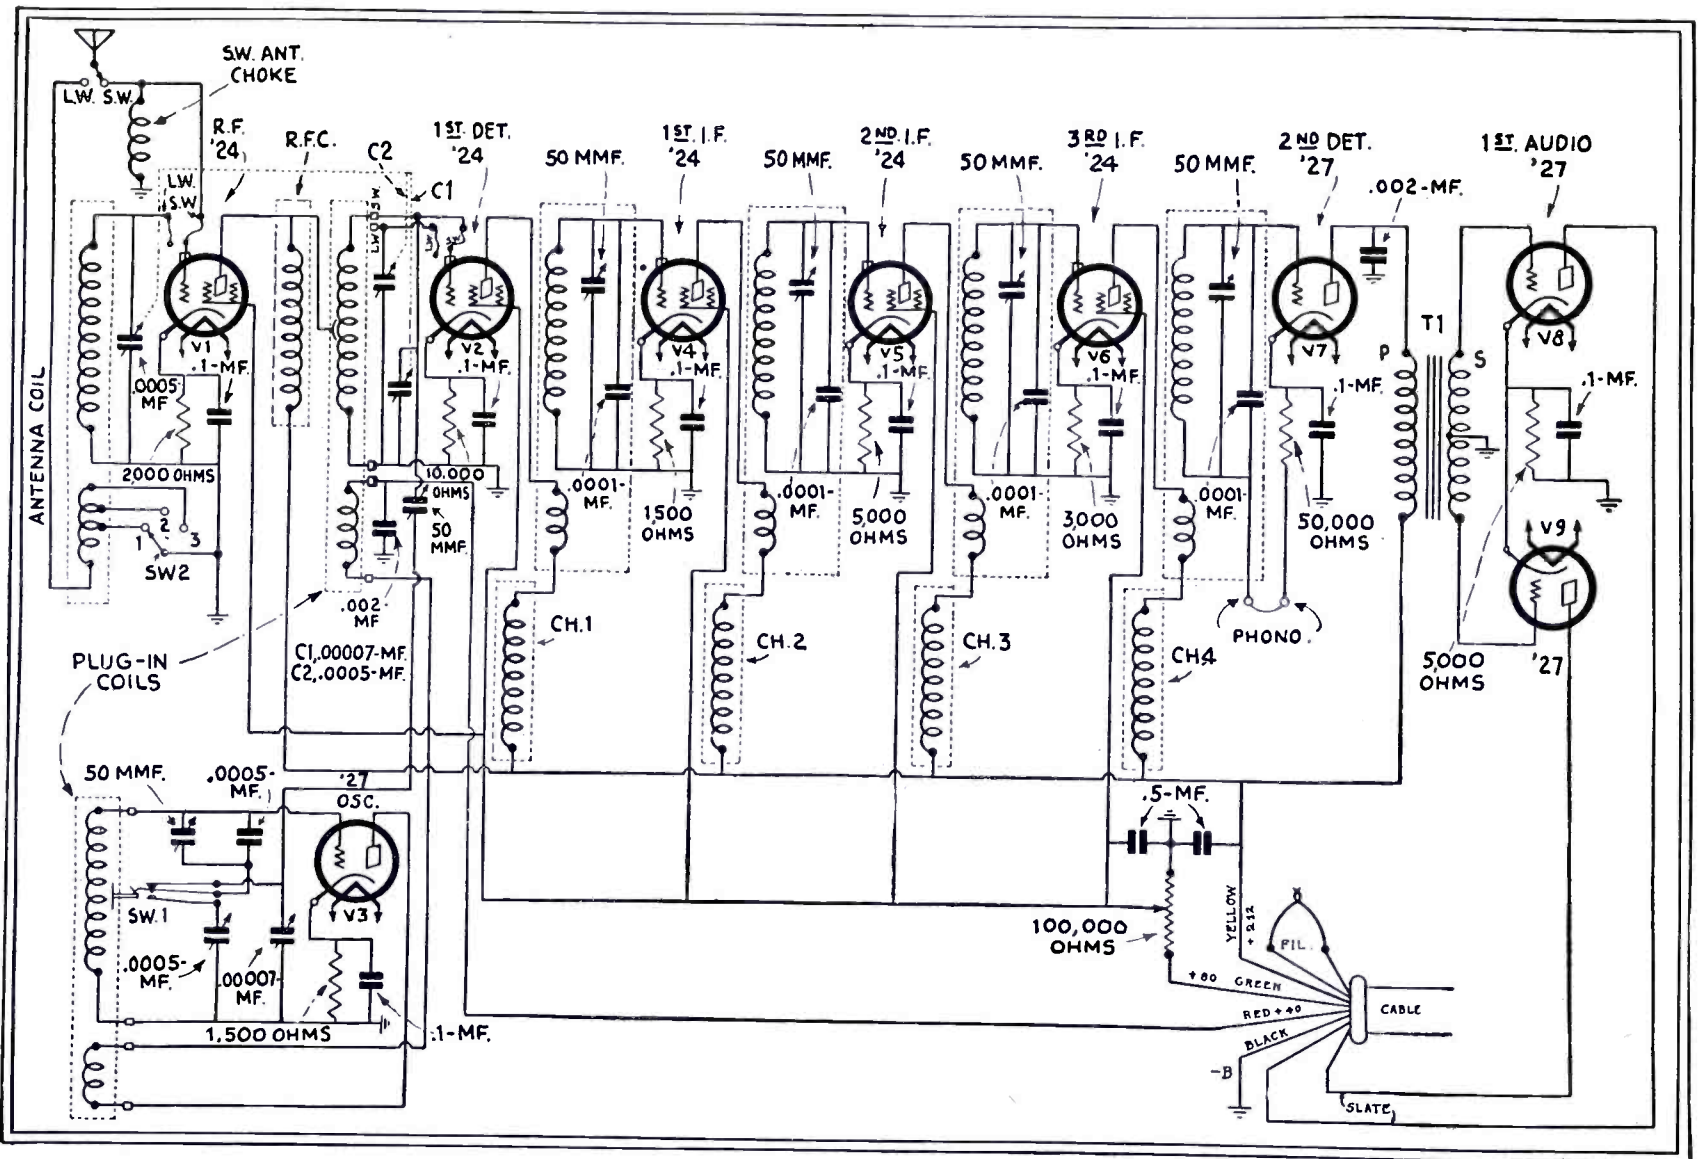 S.W. ANT.
CHOKE
L.W. S.W.
R.F.
'24
R.F.C.
C2
C1
1ST. DET.
'24
50 MMF.
1ST. I.F.
'24
50 MMF.
2ND. I.F.
'24
50 MMF.
3RD I.F.
'24
50 MMF.
2ND DET.
'27
.002-MF.
1ST. AUDIO
'27
L.W.
S.W.
S.W.
L.W.
L.W.
S.W.
V1
V2
V4
V5
V6
V7
V8
.1-MF.
.1-MF.
.1-MF.
.1-MF.
.1-MF.
.1-MF.
.1-MF.
T1
P
S
ANTENNA COIL
.0005-
MF.
2000 OHMS
10,000
OHMS
50
MMF.
.0001-
MF.
1,500
OHMS
.0001-
MF.
5,000
OHMS
.0001-
MF.
3,000
OHMS
.0001-
MF.
50,000
OHMS
V9
'27
5,000
OHMS
1
2
3
SW2
.002-
MF
C1,.00007-MF.
C2,.0005-MF.
PLUG-IN
COILS
CH.1
CH.2
CH.3
CH4
PHONO.
50 MMF.
.0005-
MF.
'27
OSC.
V3
SW.1
.0005-
MF.
.00007-
MF.
1,500 OHMS
.1-MF.
.5-MF.
100,000
OHMS
YELLOW
+212
FIL.
+80 GREEN
RED+40
BLACK
-B
CABLE
SLATE